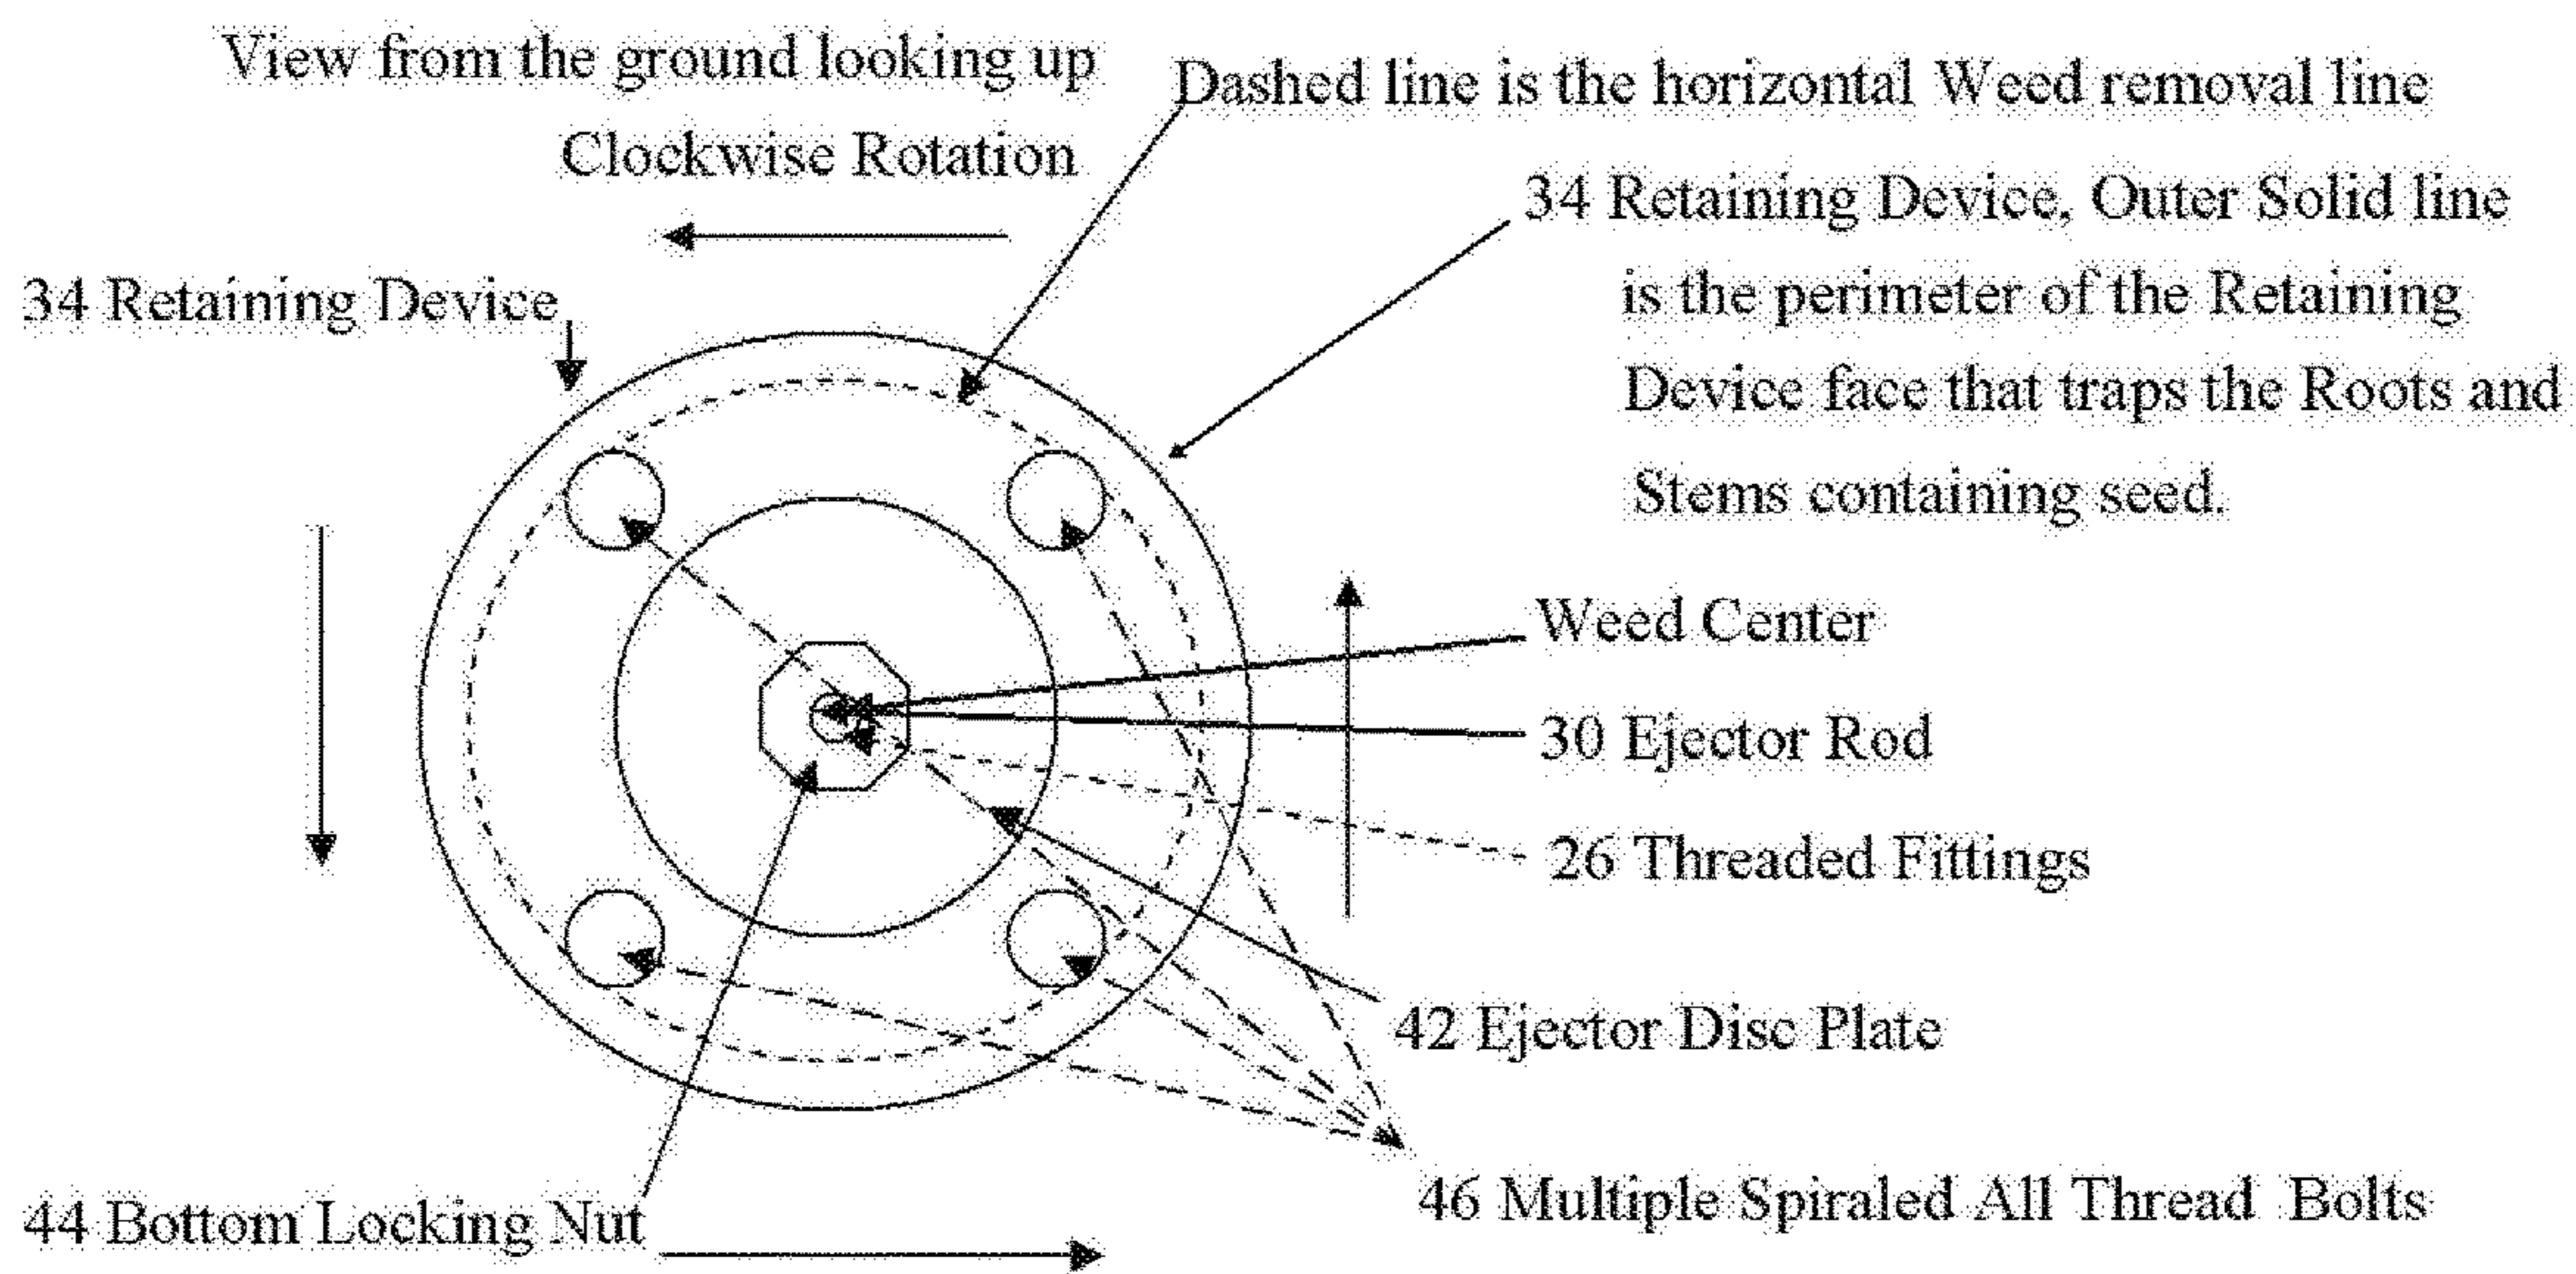 View from the ground looking up
Dashed line is the horizontal Weed removal line
Clockwise Rotation
34 Retaining Device, Outer Solid line
is the perimeter of the Retaining
Device face that traps the Roots and
Stems containing seed.
34 Retaining Device
Weed Center
30 Ejector Rod
26 Threaded Fittings
42 Ejector Disc Plate
46 Multiple Spiraled All Thread Bolts
44 Bottom Locking Nut